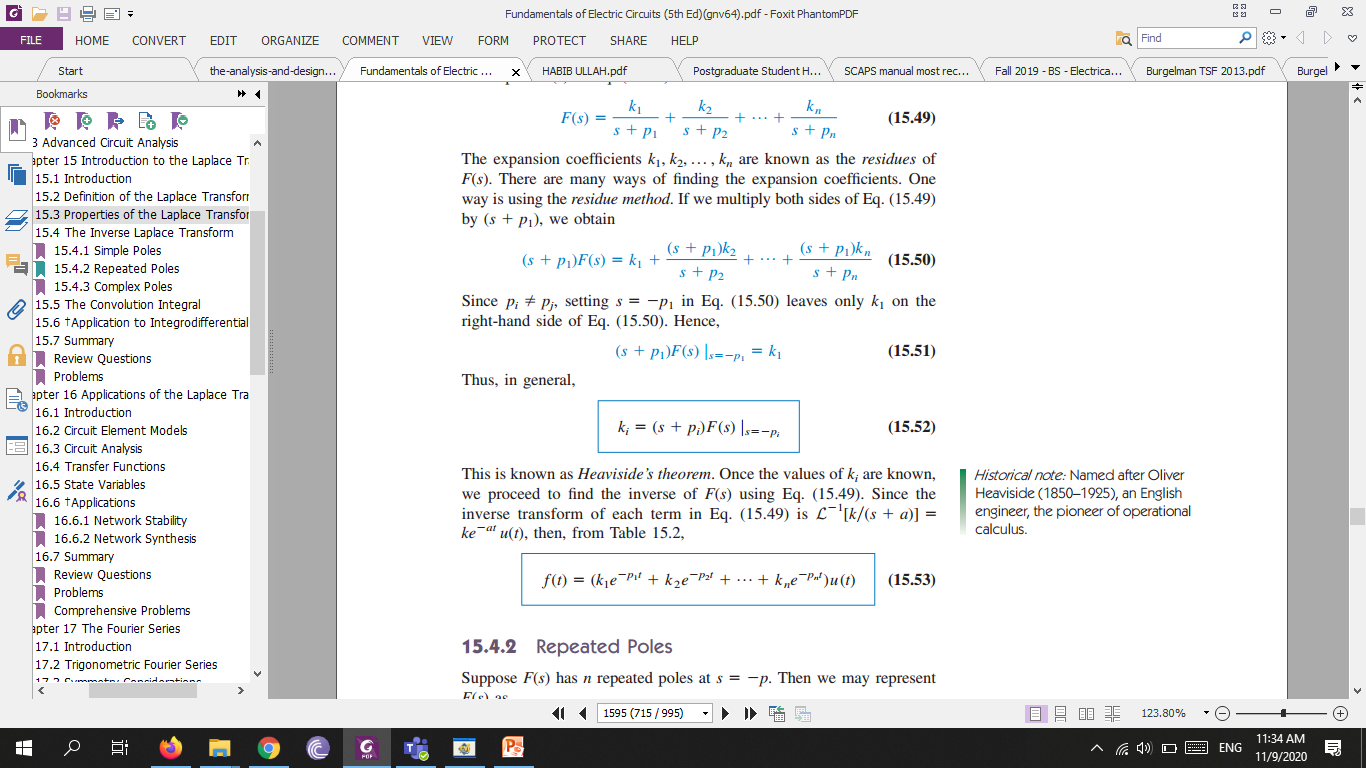 Fundamentals of Electric Circuits (5th Ed)(gnv64).pdf - Foxit PhantomPDF
FILE HOME CONVERT EDIT ORGANIZE COMMENT VIEW FORM PROTECT SHARE HELP
Find
Start the-analysis-and-design... Fundamentals of Electric ... HABIB ULLAH.pdf Postgraduate Student H... SCAPS manual most rec... Fall 2019 - BS - Electrica... Burgelman TSF 2013.pdf Burgel
Bookmarks
3 Advanced Circuit Analysis
apter 15 Introduction to the Laplace Tr
15.1 Introduction
15.2 Definition of the Laplace Transfor
15.3 Properties of the Laplace Transfor
15.4 The Inverse Laplace Transform
15.4.1 Simple Poles
15.4.2 Repeated Poles
15.4.3 Complex Poles
15.5 The Convolution Integral
15.6 †Application to Integrodifferential
15.7 Summary
Review Questions
Problems
apter 16 Applications of the Laplace Tra
16.1 Introduction
16.2 Circuit Element Models
16.3 Circuit Analysis
16.4 Transfer Functions
16.5 State Variables
16.6 †Applications
16.6.1 Network Stability
16.6.2 Network Synthesis
16.7 Summary
Review Questions
Problems
Comprehensive Problems
apter 17 The Fourier Series
17.1 Introduction
17.2 Trigonometric Fourier Series
17.3 Symmetry Considerations
F(s) = k₁/(s + p₁) + k₂/(s + p₂) + ⋯ + kₙ/(s + pₙ) (15.49)
The expansion coefficients k₁, k₂, … , kₙ are known as the residues of
F(s). There are many ways of finding the expansion coefficients. One
way is using the residue method. If we multiply both sides of Eq. (15.49)
by (s + p₁), we obtain
(s + p₁)F(s) = k₁ + (s + p₁)k₂/(s + p₂) + ⋯ + (s + p₁)kₙ/(s + pₙ) (15.50)
Since pᵢ ≠ pⱼ, setting s = −p₁ in Eq. (15.50) leaves only k₁ on the
right-hand side of Eq. (15.50). Hence,
(s + p₁)F(s) |s=−p₁ = k₁ (15.51)
Thus, in general,
kᵢ = (s + pᵢ)F(s) |s=−pᵢ (15.52)
This is known as Heaviside's theorem. Once the values of kᵢ are known,
we proceed to find the inverse of F(s) using Eq. (15.49). Since the
inverse transform of each term in Eq. (15.49) is ℒ⁻¹[k/(s + a)] =
ke^−at u(t), then, from Table 15.2,
f(t) = (k₁e^−p₁t + k₂e^−p₂t + ⋯ + kₙe^−pₙt)u(t) (15.53)
15.4.2 Repeated Poles
Suppose F(s) has n repeated poles at s = −p. Then we may represent
F(s) as
Historical note: Named after Oliver
Heaviside (1850–1925), an English
engineer, the pioneer of operational
calculus.
1595 (715 / 995)
123.80%
ENG
11:34 AM
11/9/2020